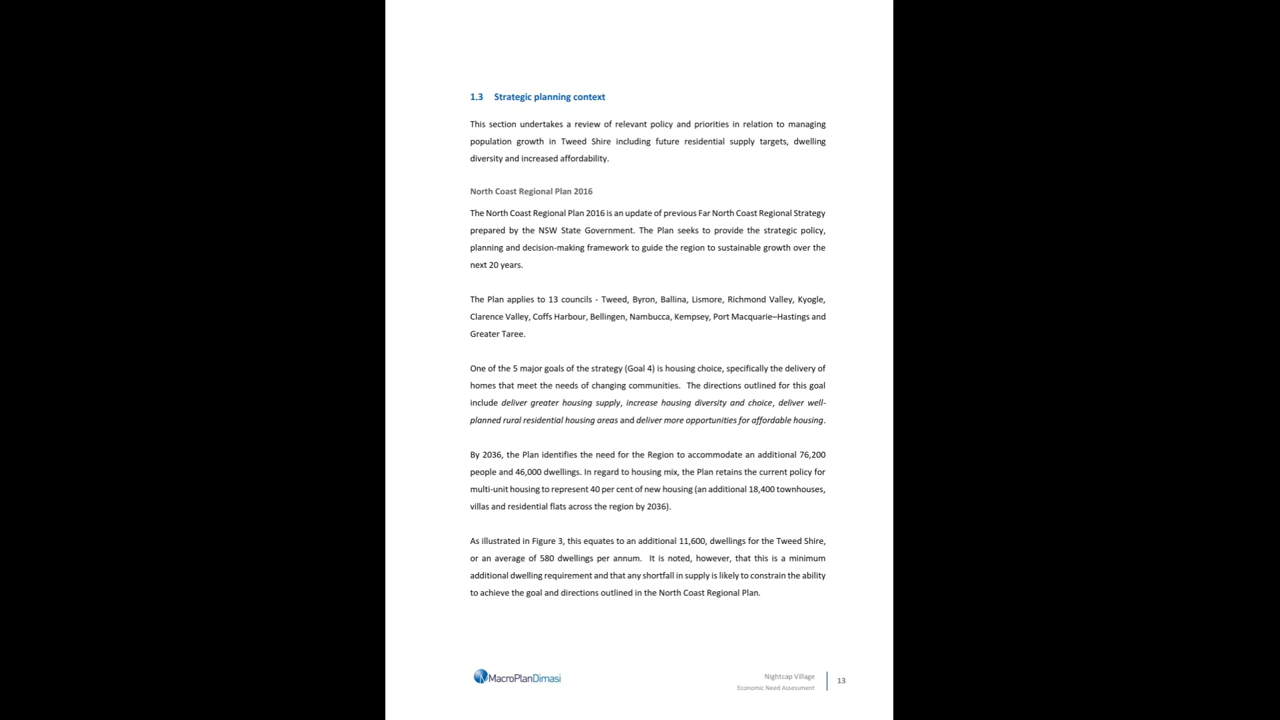 1.3 Strategic planning context
This section undertakes a review of relevant policy and priorities in relation to managing
population growth in Tweed Shire including future residential supply targets, dwelling
diversity and increased affordability.
North Coast Regional Plan 2016
The North Coast Regional Plan 2016 is an update of previous Far North Coast Regional Strategy
prepared by the NSW State Government. The Plan seeks to provide the strategic policy,
planning and decision-making framework to guide the region to sustainable growth over the
next 20 years.
The Plan applies to 13 councils - Tweed, Byron, Ballina, Lismore, Richmond Valley, Kyogle,
Clarence Valley, Coffs Harbour, Bellingen, Nambucca, Kempsey, Port Macquarie–Hastings and
Greater Taree.
One of the 5 major goals of the strategy (Goal 4) is housing choice, specifically the delivery of
homes that meet the needs of changing communities. The directions outlined for this goal
include deliver greater housing supply, increase housing diversity and choice, deliver well-
planned rural residential housing areas and deliver more opportunities for affordable housing.
By 2036, the Plan identifies the need for the Region to accommodate an additional 76,200
people and 46,000 dwellings. In regard to housing mix, the Plan retains the current policy for
multi-unit housing to represent 40 per cent of new housing (an additional 18,400 townhouses,
villas and residential flats across the region by 2036).
As illustrated in Figure 3, this equates to an additional 11,600, dwellings for the Tweed Shire,
or an average of 580 dwellings per annum. It is noted, however, that this is a minimum
additional dwelling requirement and that any shortfall in supply is likely to constrain the ability
to achieve the goal and directions outlined in the North Coast Regional Plan.
MacroPlanDimasi
Nightcap Village
Economic Need Assessment
13